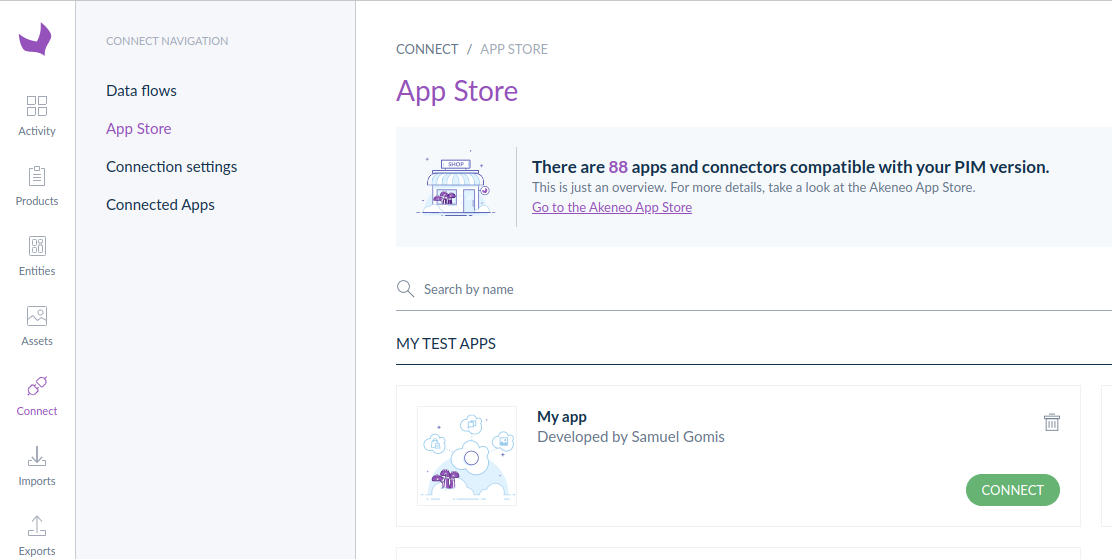 Activity
Products
Entities
Assets
Connect
Imports
Exports
CONNECT NAVIGATION
Data flows
App Store
Connection settings
Connected Apps
CONNECT / APP STORE
App Store
SHOP
There are 88 apps and connectors compatible with your PIM version.
This is just an overview. For more details, take a look at the Akeneo App Store.
Go to the Akeneo App Store
Search by name
MY TEST APPS
My app
Developed by Samuel Gomis
CONNECT